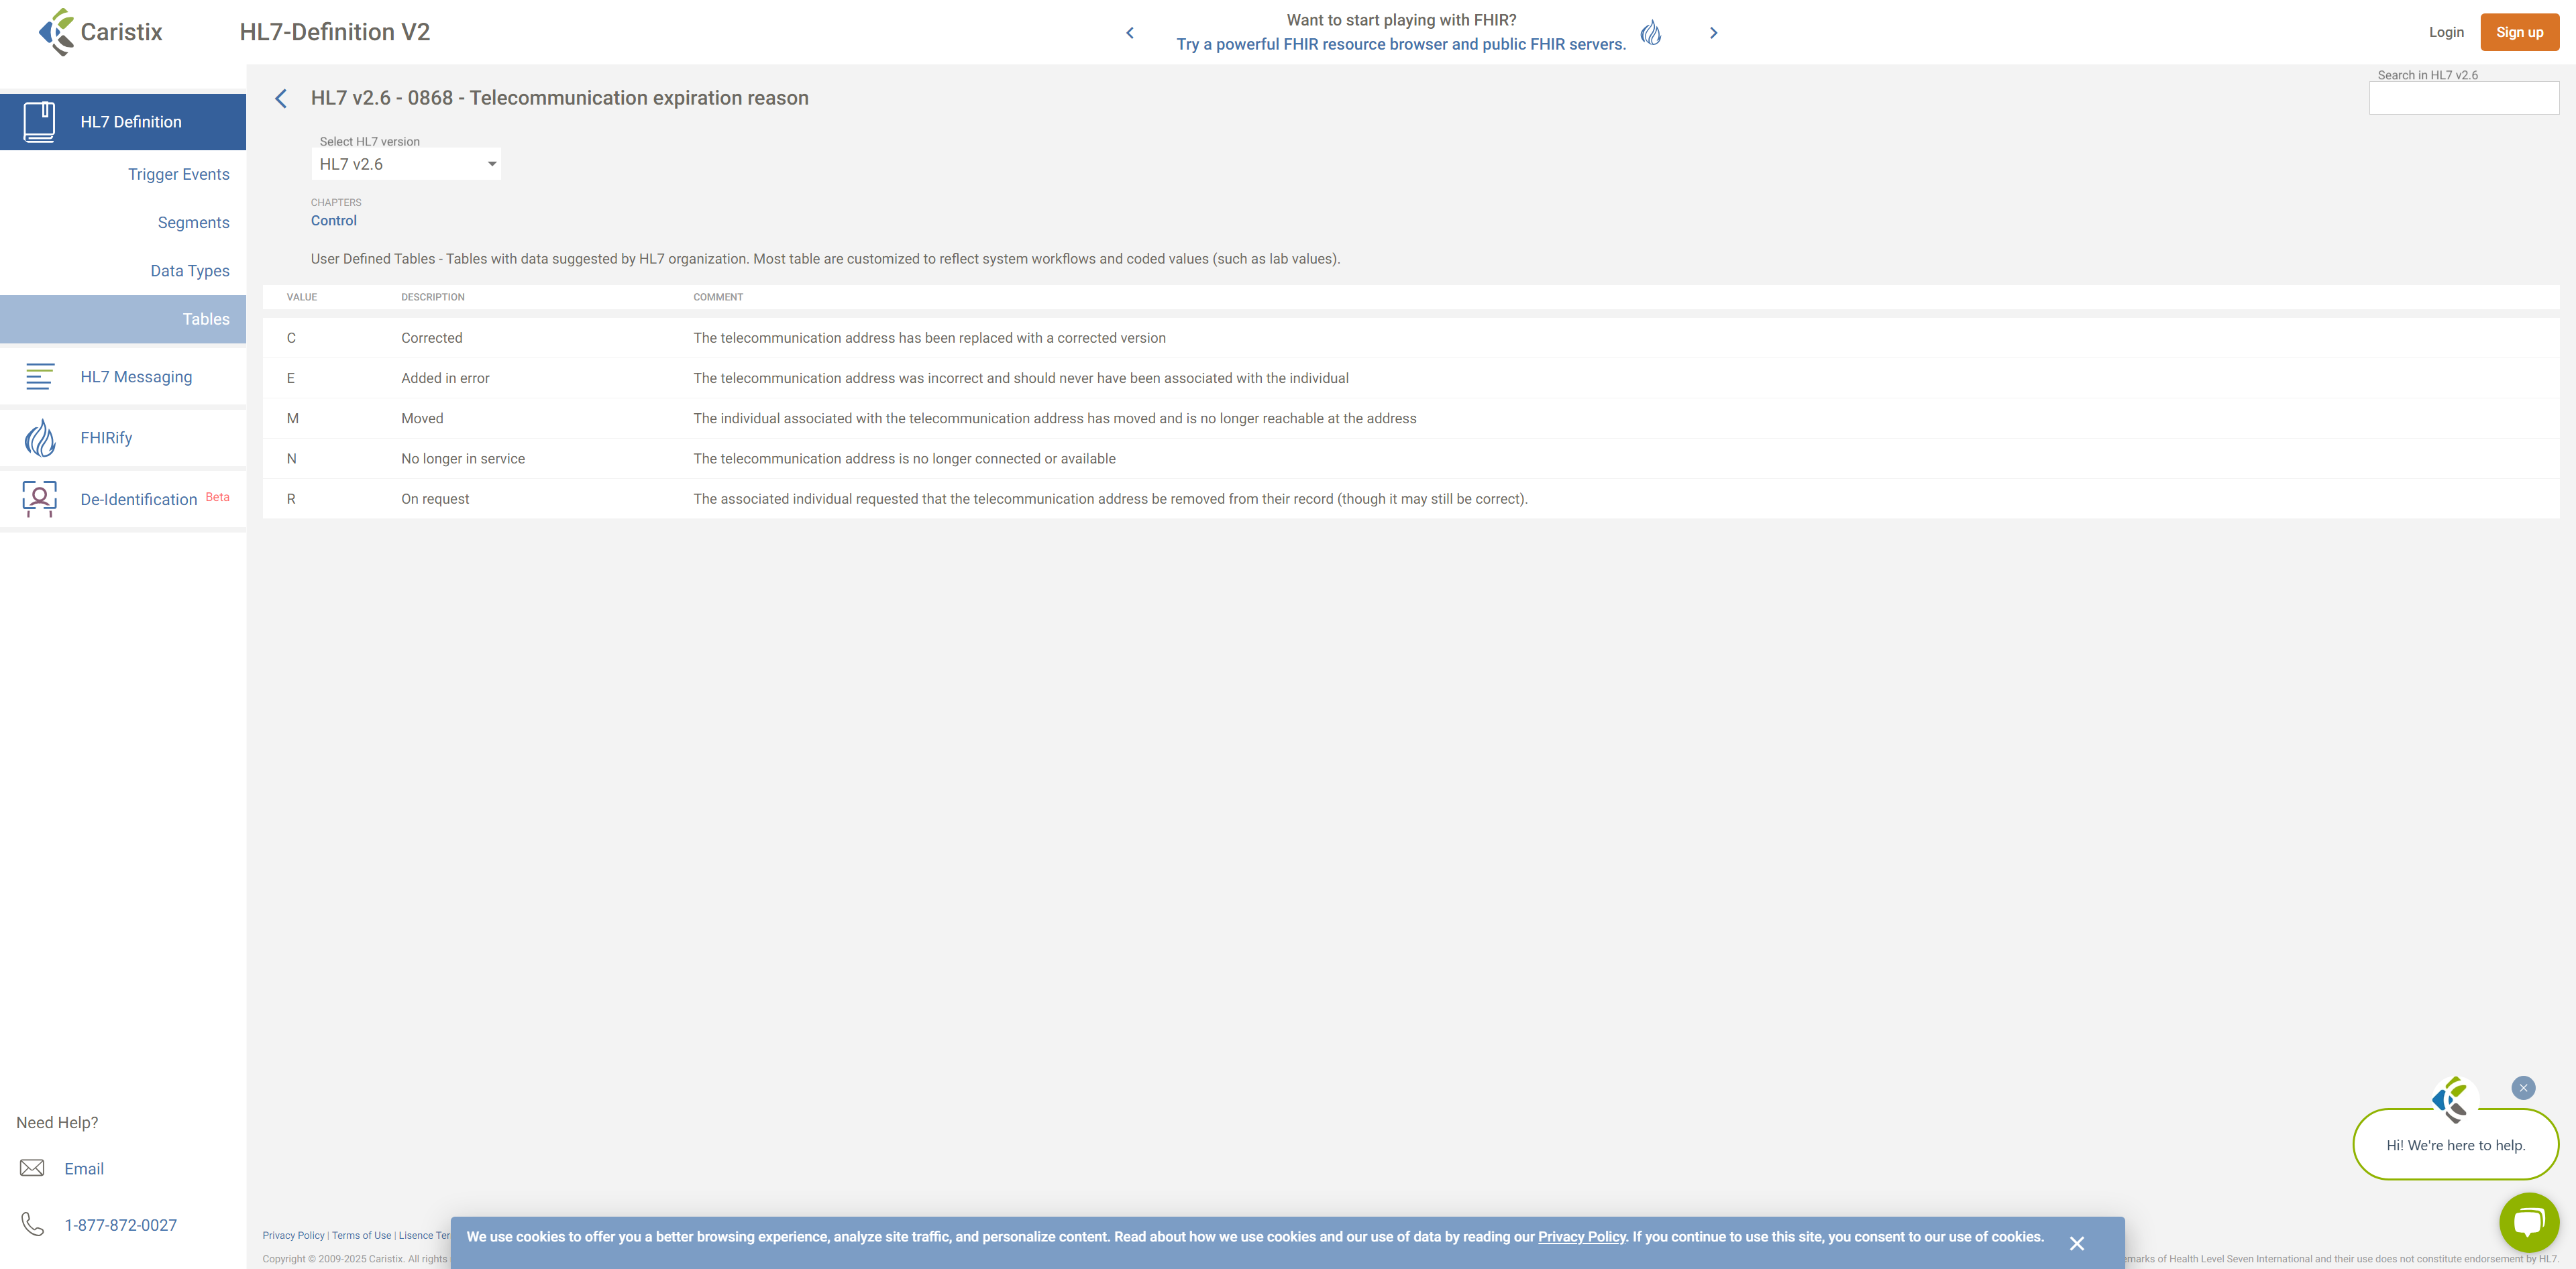 Caristix
HL7-Definition V2
Want to start playing with FHIR?
Try a powerful FHIR resource browser and public FHIR servers.
Login
Sign up
HL7 Definition
Trigger Events
Segments
Data Types
Tables
HL7 Messaging
FHIRify
De-Identification Beta
Need Help?
Email
1-877-872-0027
HL7 v2.6 - 0868 - Telecommunication expiration reason
Search in HL7 v2.6
Select HL7 version
HL7 v2.6
CHAPTERS
Control
User Defined Tables - Tables with data suggested by HL7 organization. Most table are customized to reflect system workflows and coded values (such as lab values).
VALUE DESCRIPTION COMMENT
C Corrected The telecommunication address has been replaced with a corrected version
E Added in error The telecommunication address was incorrect and should never have been associated with the individual
M Moved The individual associated with the telecommunication address has moved and is no longer reachable at the address
N No longer in service The telecommunication address is no longer connected or available
R On request The associated individual requested that the telecommunication address be removed from their record (though it may still be correct).
Hi! We're here to help.
Privacy Policy | Terms of Use | Lisence Ter
We use cookies to offer you a better browsing experience, analyze site traffic, and personalize content. Read about how we use cookies and our use of data by reading our Privacy Policy. If you continue to use this site, you consent to our use of cookies.
Copyright © 2009-2025 Caristix. All rights
emarks of Health Level Seven International and their use does not constitute endorsement by HL7.